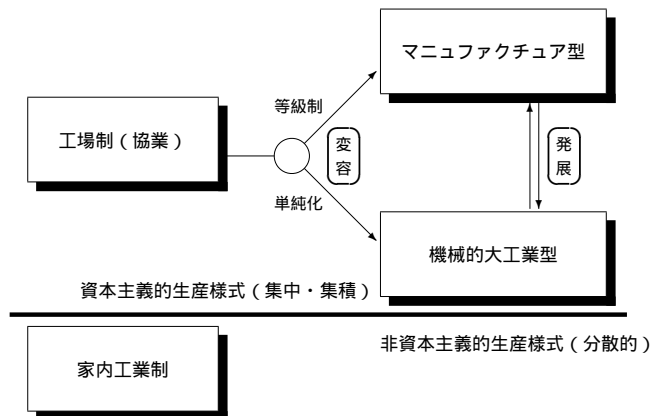 マニュファクチュア型
等級制
工場制（協業）
変
容
発
展
単純化
機械的大工業型
資本主義的生産様式（集中・集積）
非資本主義的生産様式（分散的）
家内工業制